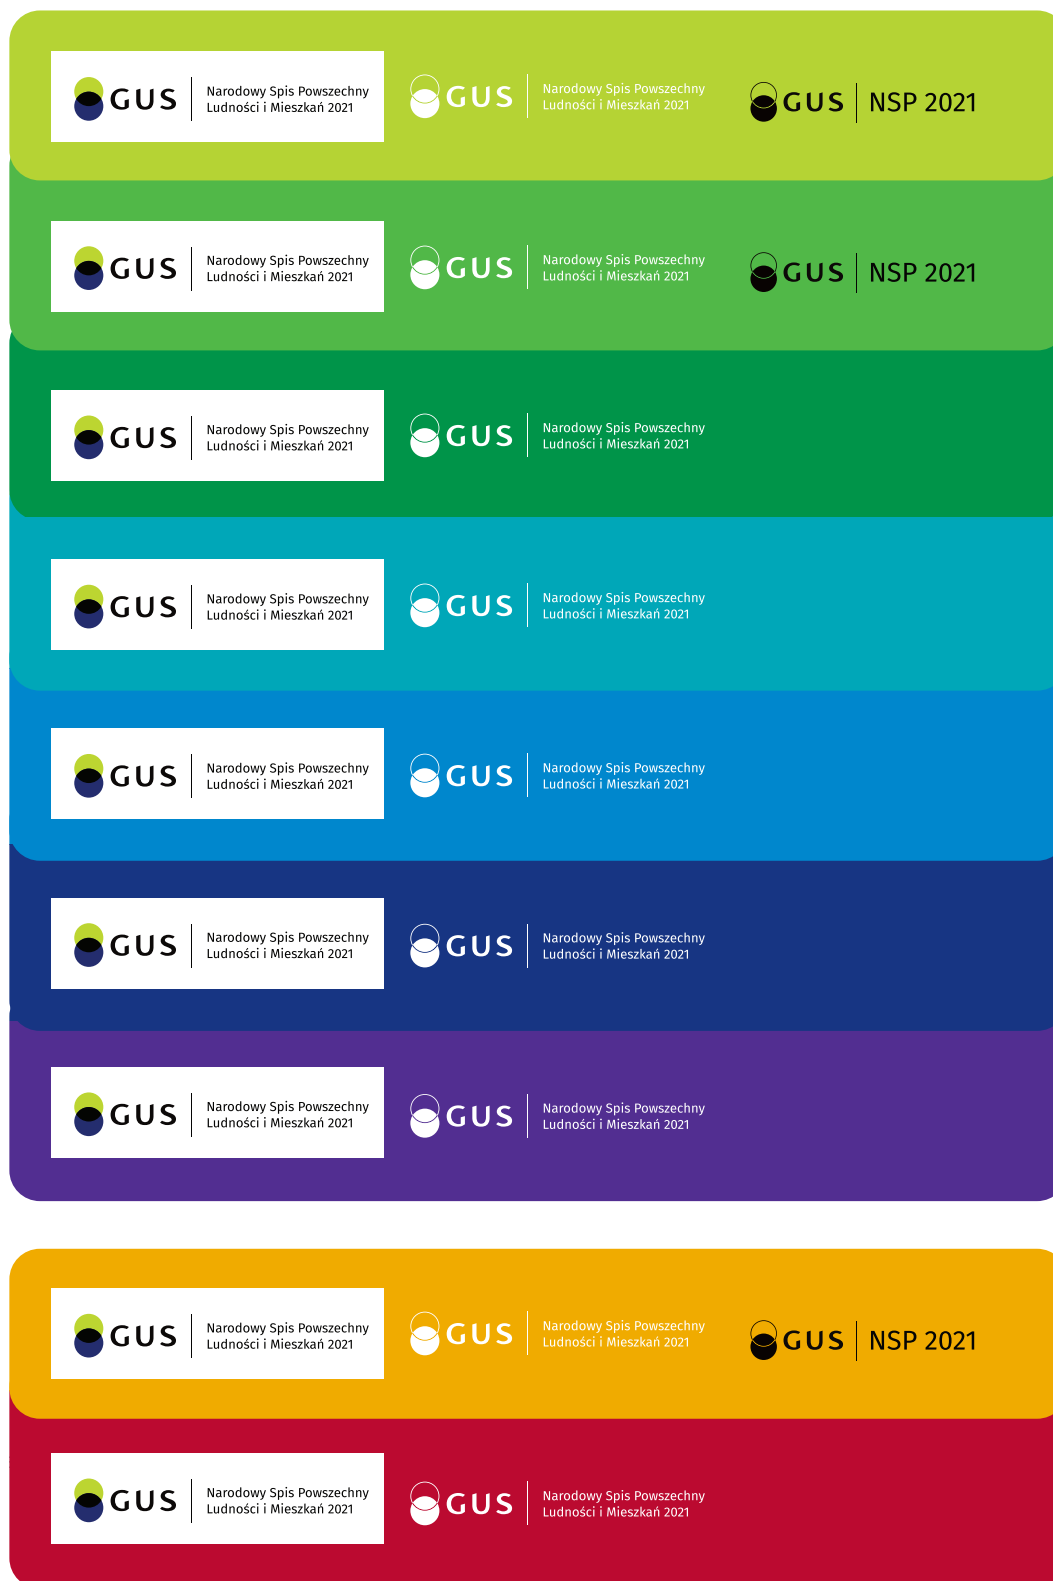 GUS
Narodowy Spis Powszechny
Ludności i Mieszkań 2021
GUS
Narodowy Spis Powszechny
Ludności i Mieszkań 2021
GUS
NSP 2021
GUS
Narodowy Spis Powszechny
Ludności i Mieszkań 2021
GUS
Narodowy Spis Powszechny
Ludności i Mieszkań 2021
GUS
NSP 2021
GUS
Narodowy Spis Powszechny
Ludności i Mieszkań 2021
GUS
Narodowy Spis Powszechny
Ludności i Mieszkań 2021
GUS
Narodowy Spis Powszechny
Ludności i Mieszkań 2021
GUS
Narodowy Spis Powszechny
Ludności i Mieszkań 2021
GUS
Narodowy Spis Powszechny
Ludności i Mieszkań 2021
GUS
Narodowy Spis Powszechny
Ludności i Mieszkań 2021
GUS
Narodowy Spis Powszechny
Ludności i Mieszkań 2021
GUS
Narodowy Spis Powszechny
Ludności i Mieszkań 2021
GUS
Narodowy Spis Powszechny
Ludności i Mieszkań 2021
GUS
Narodowy Spis Powszechny
Ludności i Mieszkań 2021
GUS
Narodowy Spis Powszechny
Ludności i Mieszkań 2021
GUS
Narodowy Spis Powszechny
Ludności i Mieszkań 2021
GUS
NSP 2021
GUS
Narodowy Spis Powszechny
Ludności i Mieszkań 2021
GUS
Narodowy Spis Powszechny
Ludności i Mieszkań 2021